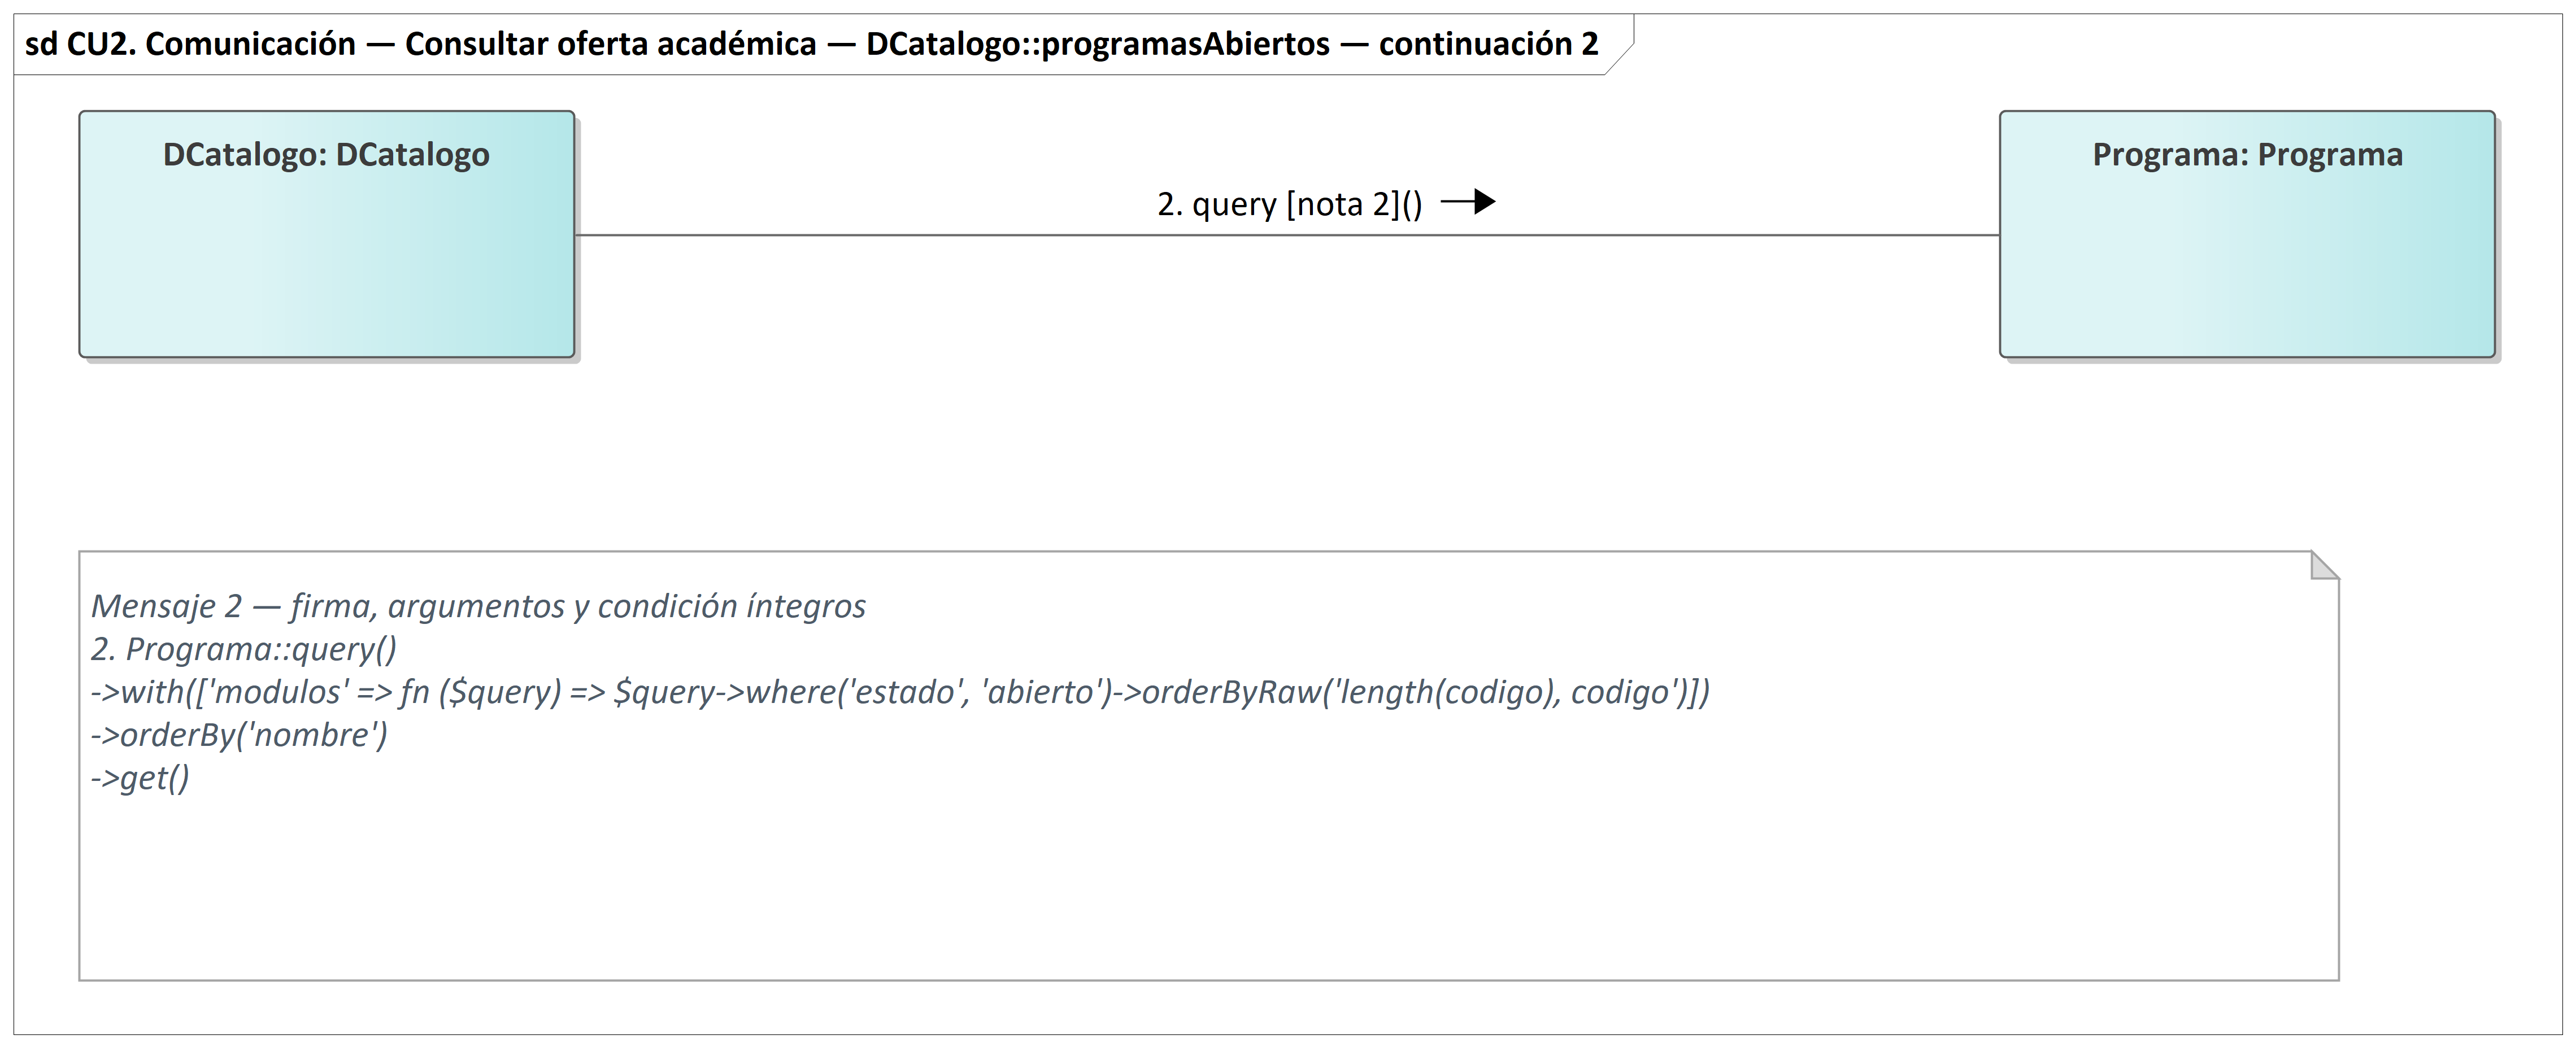 sd CU2. Comunicación — Consultar oferta académica — DCatalogo::programasAbiertos — continuación 2
DCatalogo: DCatalogo
Programa: Programa
2. query [nota 2]()
Mensaje 2 — firma, argumentos y condición íntegros
2. Programa::query()
->with(['modulos' => fn ($query) => $query->where('estado', 'abierto')->orderByRaw('length(codigo), codigo')])
->orderBy('nombre')
->get()